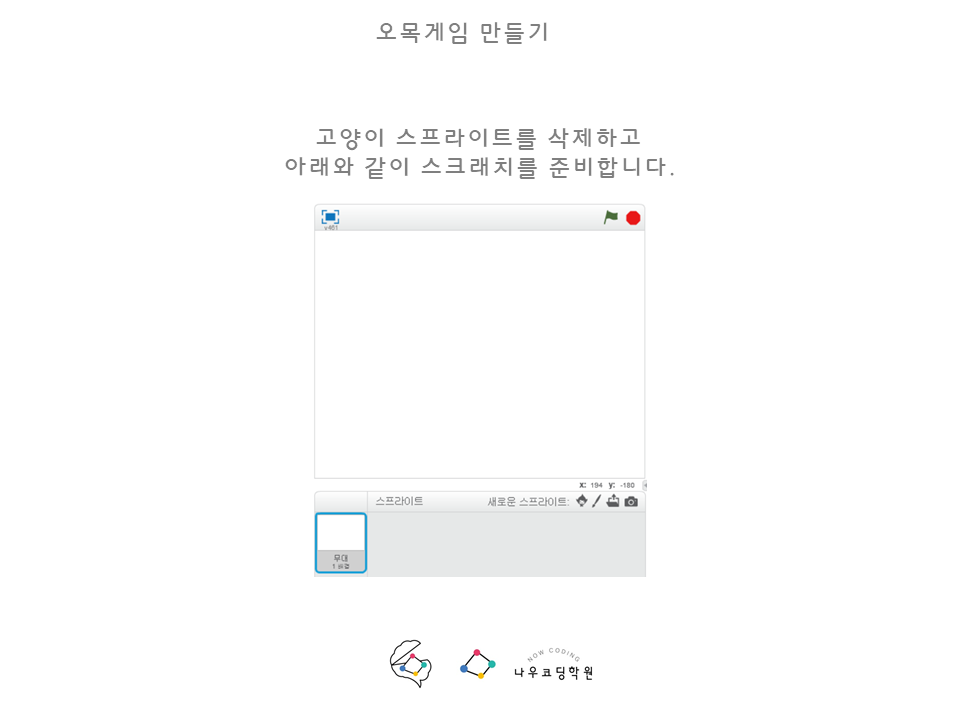 오목게임 만들기
고양이 스프라이트를 삭제하고
아래와 같이 스크래치를 준비합니다.
v461
x: 194 y: -180
스프라이트 새로운 스프라이트:
무대
1 배경
NOW CODING
나우코딩학원